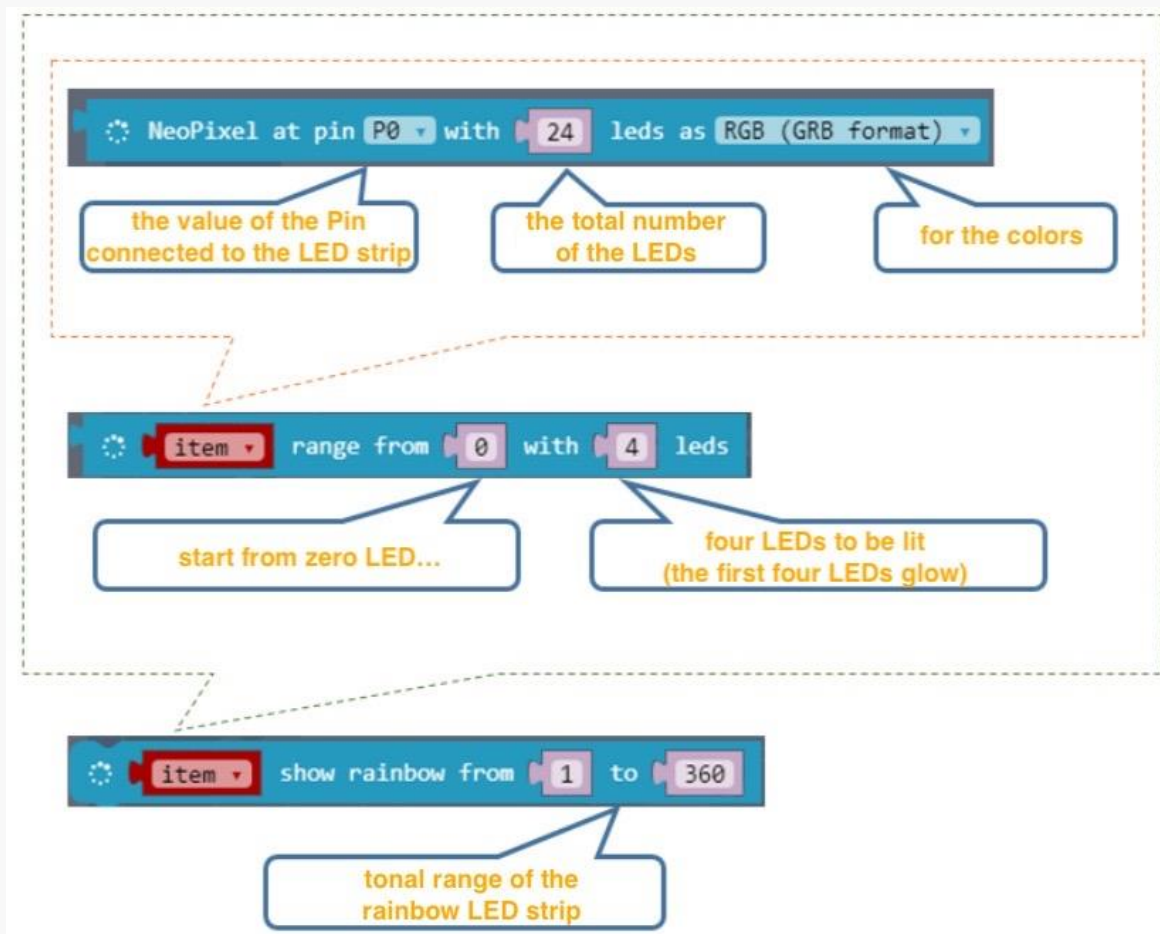 NeoPixel at pin P0 with 24 leds as RGB (GRB format)
the value of the Pin
connected to the LED strip
the total number
of the LEDs
for the colors
item range from 0 with 4 leds
start from zero LED…
four LEDs to be lit
(the first four LEDs glow)
item show rainbow from 1 to 360
tonal range of the
rainbow LED strip